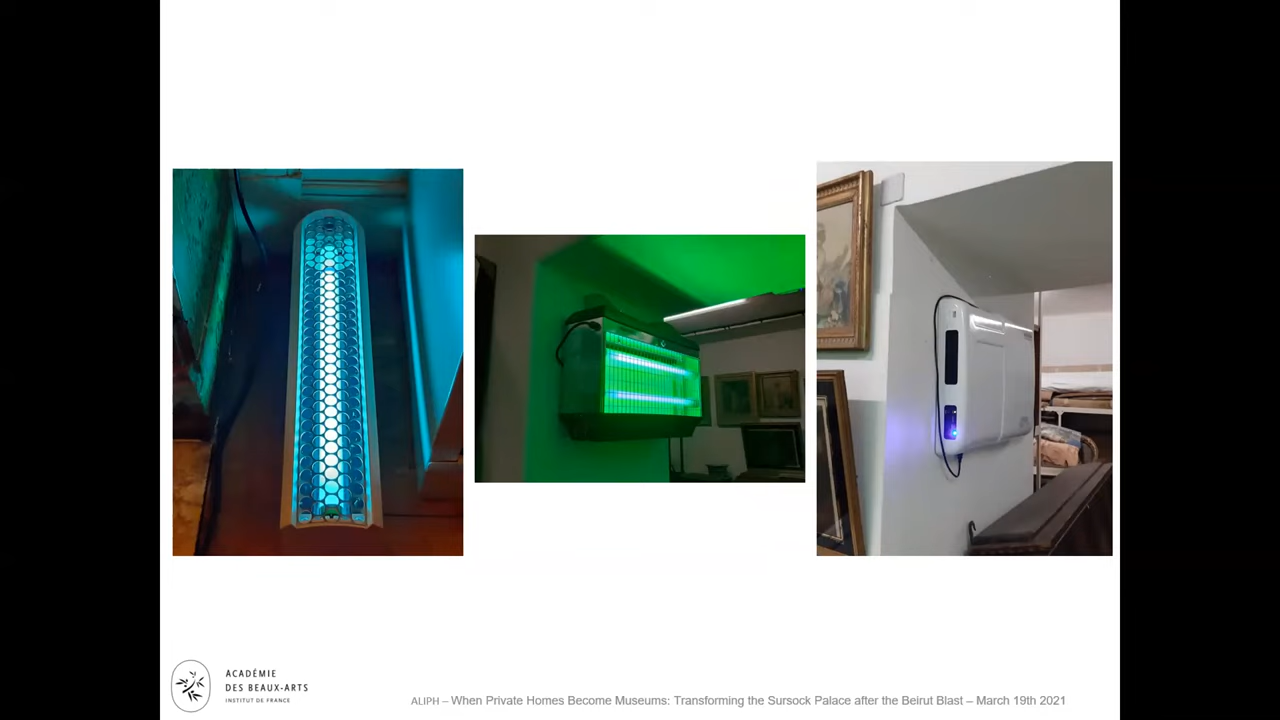 ACADÉMIE
DES BEAUX-ARTS
INSTITUT DE FRANCE
ALIPH – When Private Homes Become Museums: Transforming the Sursock Palace after the Beirut Blast – March 19th 2021